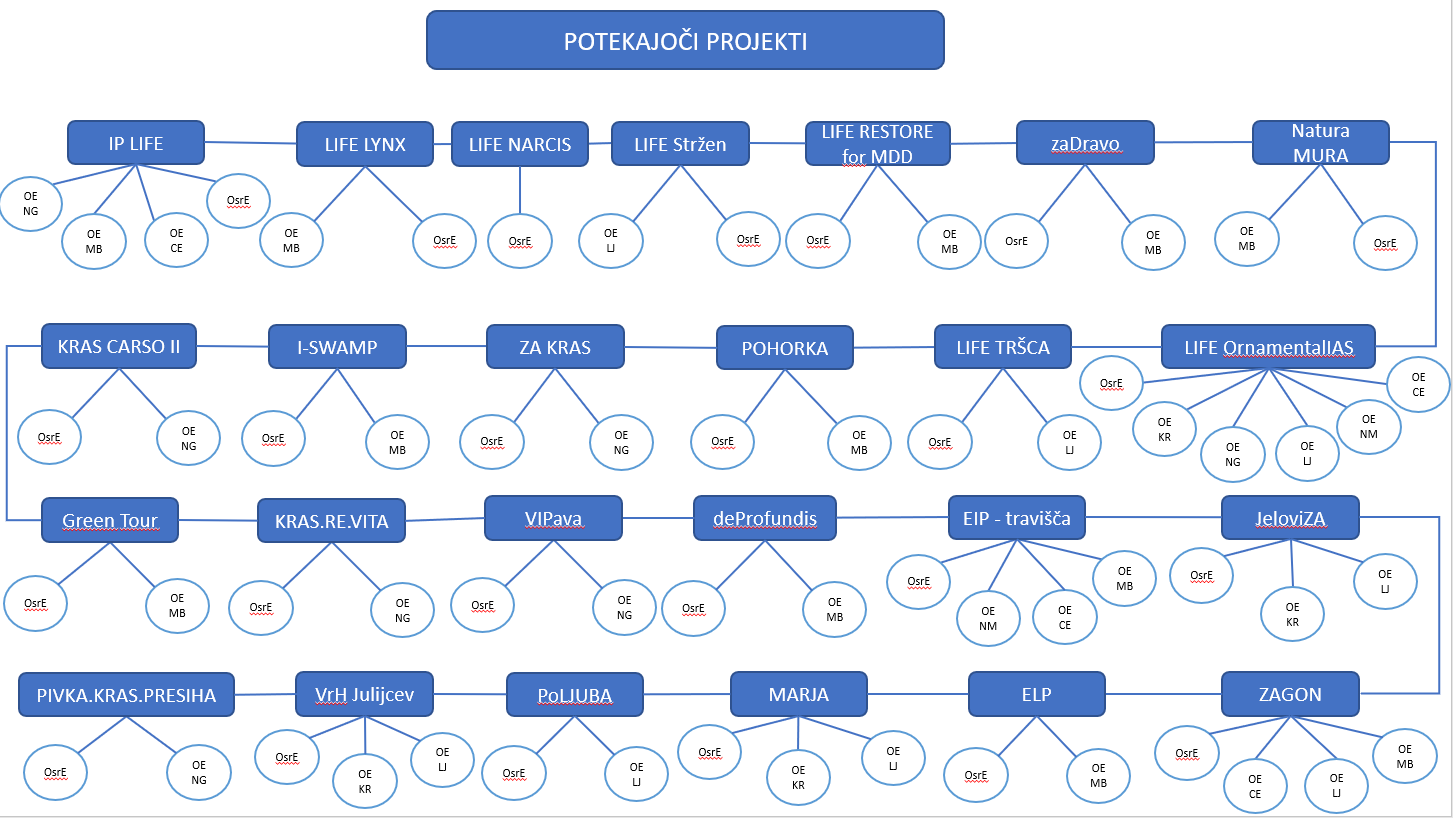 POTEKAJOČI PROJEKTI
IP LIFE
LIFE LYNX
LIFE NARCIS
LIFE Stržen
LIFE RESTORE
for MDD
zaDravo
Natura
MURA
OE
NG
OE
MB
OE
CE
OsrE
OE
MB
OsrE
OsrE
OE
LJ
OsrE
OsrE
OE
MB
OsrE
OE
MB
OE
MB
OsrE
KRAS CARSO II
I-SWAMP
ZA KRAS
POHORKA
LIFE TRŠCA
LIFE OrnamentalIAS
OsrE
OE
NG
OsrE
OE
MB
OsrE
OE
NG
OsrE
OE
MB
OsrE
OE
LJ
OsrE
OE
KR
OE
NG
OE
LJ
OE
NM
OE
CE
Green Tour
KRAS.RE.VITA
VIPava
deProfundis
EIP - travišča
JeloviZA
OsrE
OE
MB
OsrE
OE
NG
OsrE
OE
NG
OsrE
OE
MB
OsrE
OE
NM
OE
CE
OE
MB
OsrE
OE
KR
OE
LJ
PIVKA.KRAS.PRESIHA
VrH Julijcev
PoLJUBA
MARJA
ELP
ZAGON
OsrE
OE
NG
OsrE
OE
KR
OE
LJ
OsrE
OE
LJ
OsrE
OE
KR
OE
LJ
OsrE
OE
MB
OsrE
OE
CE
OE
LJ
OE
MB